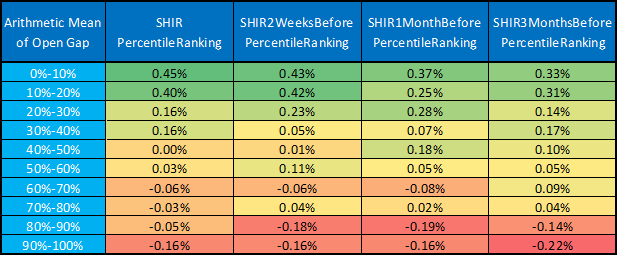 Arithmetic Mean of Open Gap SHIR PercentileRanking SHIR2WeeksBefore PercentileRanking SHIR1MonthBefore PercentileRanking SHIR3MonthsBefore PercentileRanking
0%-10% 0.45% 0.43% 0.37% 0.33%
10%-20% 0.40% 0.42% 0.25% 0.31%
20%-30% 0.16% 0.23% 0.28% 0.14%
30%-40% 0.16% 0.05% 0.07% 0.17%
40%-50% 0.00% 0.01% 0.18% 0.10%
50%-60% 0.03% 0.11% 0.05% 0.05%
60%-70% -0.06% -0.06% -0.08% 0.09%
70%-80% -0.03% 0.04% 0.02% 0.04%
80%-90% -0.05% -0.18% -0.19% -0.14%
90%-100% -0.16% -0.16% -0.16% -0.22%